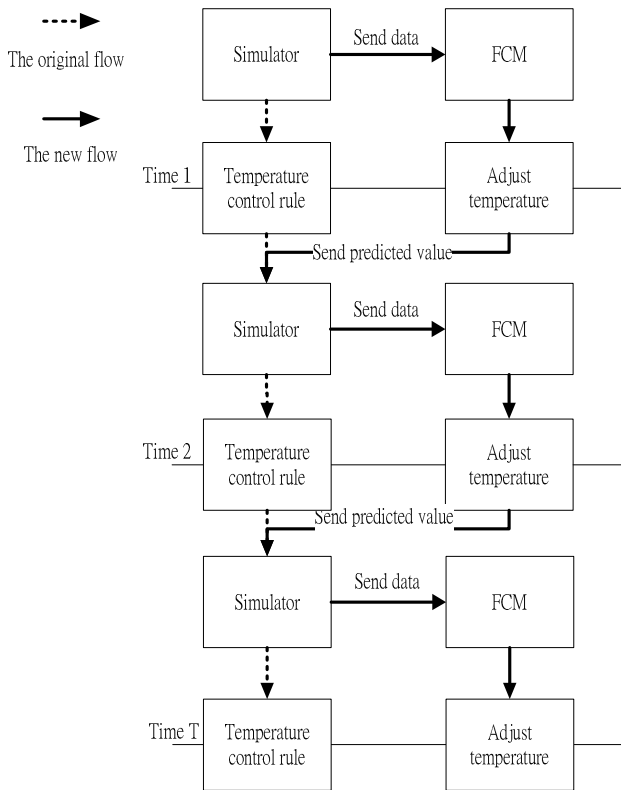 The original flow
The new flow
Simulator
Send data
FCM
Time 1
Temperature
control rule
Adjust
temperature
Send predicted value
Simulator
Send data
FCM
Time 2
Temperature
control rule
Adjust
temperature
Send predicted value
Simulator
Send data
FCM
Time T
Temperature
control rule
Adjust
temperature